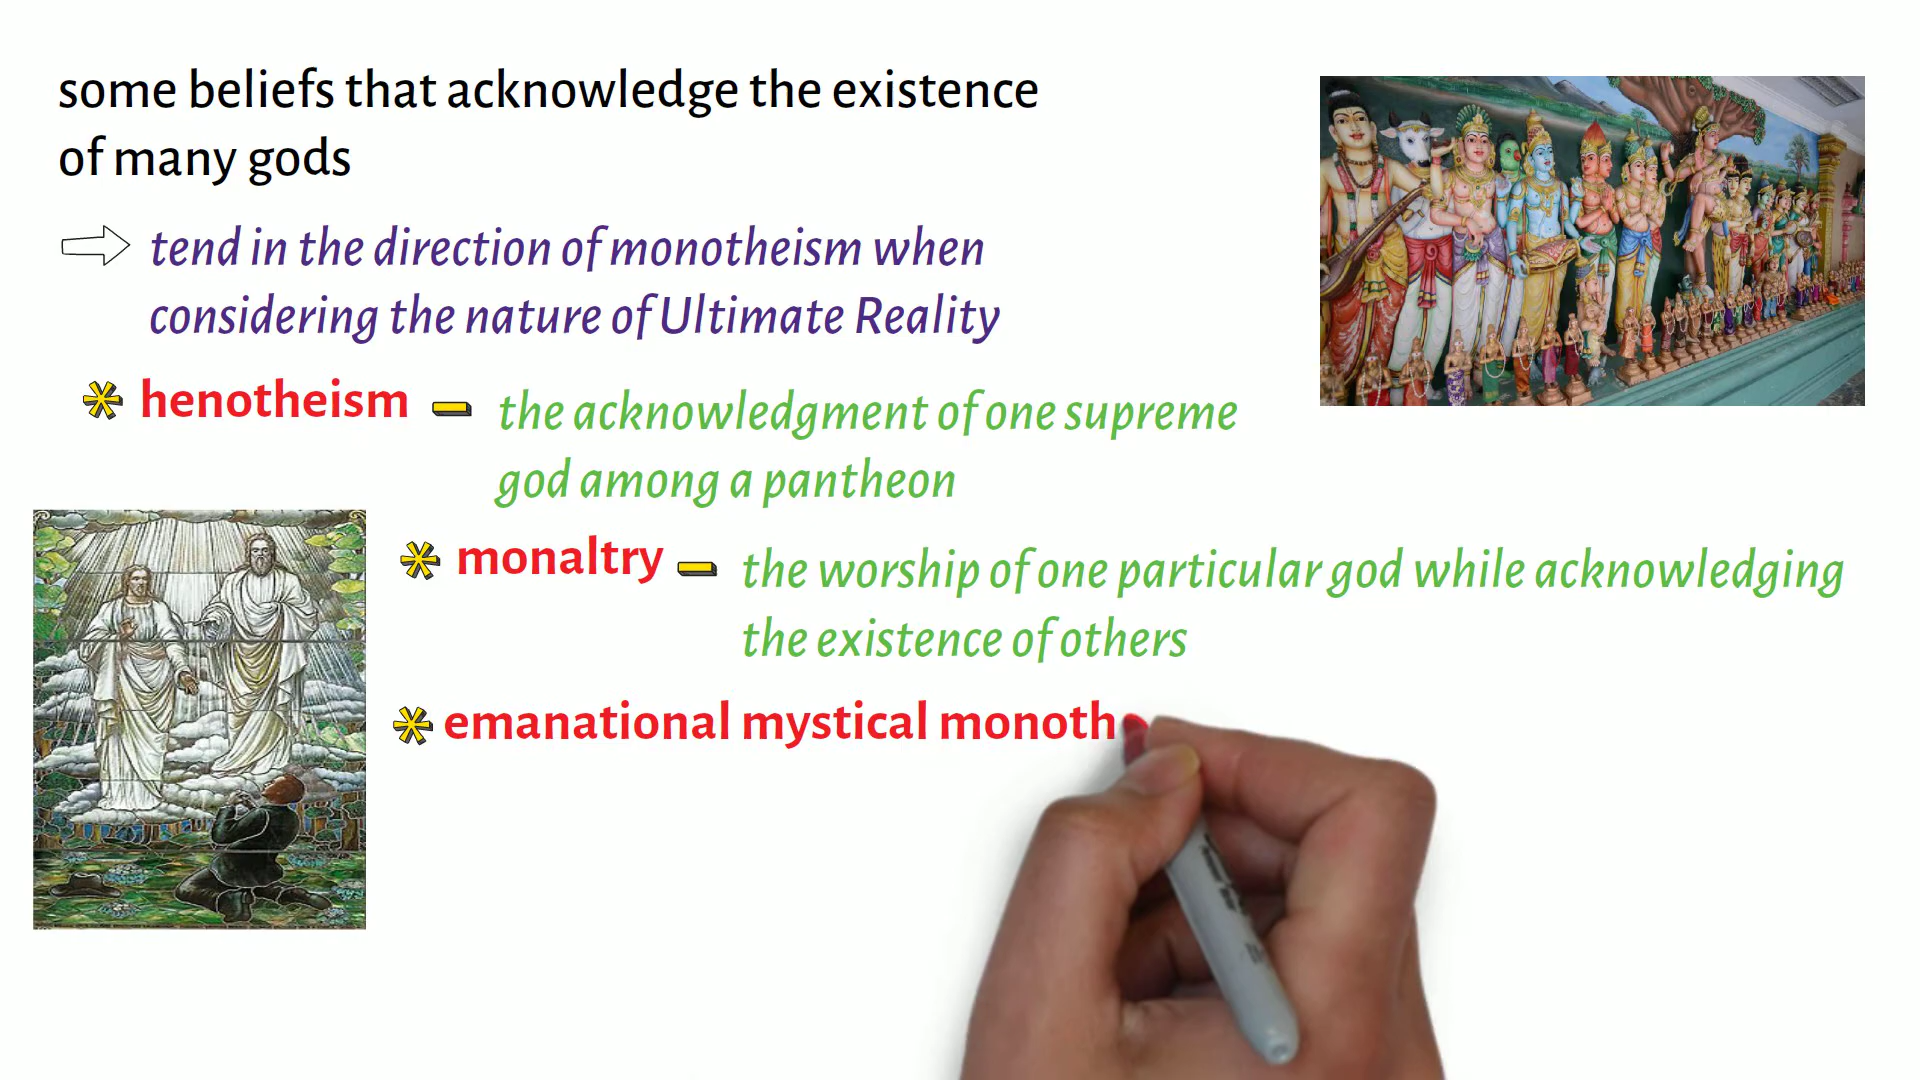 some beliefs that acknowledge the existence
of many gods
tend in the direction of monotheism when
considering the nature of Ultimate Reality
henotheism - the acknowledgment of one supreme
god among a pantheon
monaltry - the worship of one particular god while acknowledging
the existence of others
emanational mystical monoth